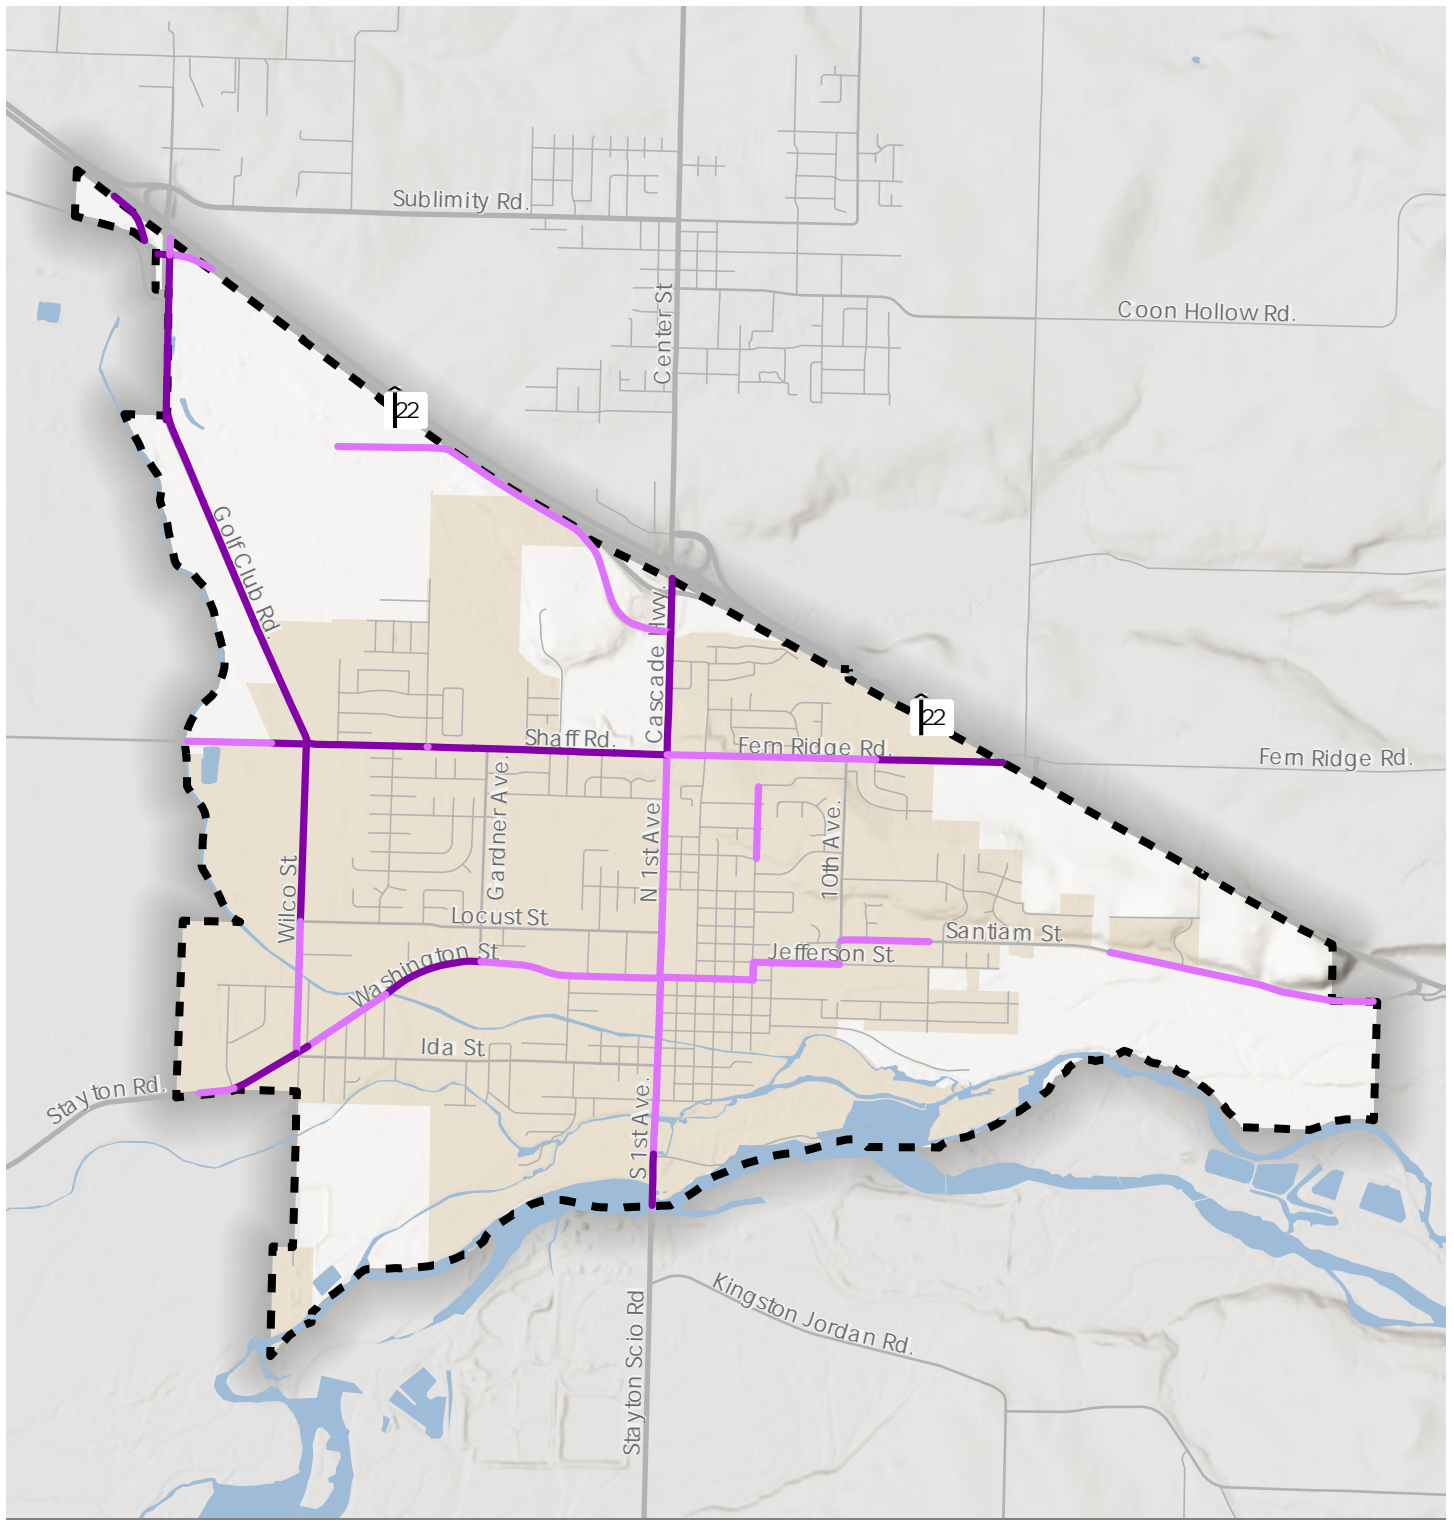 Sublimity Rd.
Center St
Coon Hollow Rd.
22
Golf Club Rd.
Cascade Hwy.
22
Shaff Rd.
Fern Ridge Rd.
Fern Ridge Rd.
Gardner Ave.
N 1st Ave
10th Ave.
Wilco St
Locust St.
Santiam St.
Washington St.
Jefferson St.
Ida St.
Stayton Rd.
S 1st Ave.
Kingston Jordan Rd.
Stayton Scio Rd